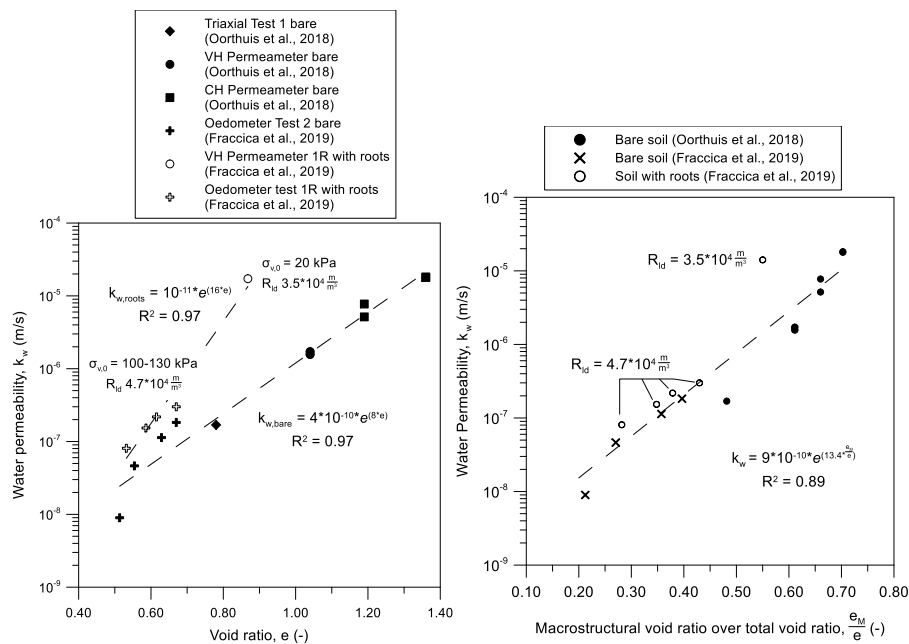 Triaxial Test 1 bare
(Oorthuis et al., 2018)
VH Permeameter bare
(Oorthuis et al., 2018)
CH Permeameter bare
(Oorthuis et al., 2018)
Oedometer Test 2 bare
(Fraccica et al., 2019)
VH Permeameter 1R with roots
(Fraccica et al., 2019)
Oedometer test 1R with roots
(Fraccica et al., 2019)
10⁻⁴
10⁻⁵
10⁻⁶
10⁻⁷
10⁻⁸
10⁻⁹
Water permeability, k_w (m/s)
σ_v,0 = 20 kPa
R_ld 3.5*10⁴ m/m³
k_w,roots = 10⁻¹¹*e^(16*e)
R² = 0.97
σ_v,0 = 100-130 kPa
R_ld 4.7*10⁴ m/m³
k_w,bare = 4*10⁻¹⁰*e^(8*e)
R² = 0.97
0.40 0.60 0.80 1.00 1.20 1.40
Void ratio, e (-)
Bare soil (Oorthuis et al., 2018)
Bare soil (Fraccica et al., 2019)
Soil with roots (Fraccica et al., 2019)
10⁻⁴
10⁻⁵
10⁻⁶
10⁻⁷
10⁻⁸
10⁻⁹
Water Permeability, k_w (m/s)
R_ld = 3.5*10⁴ m/m³
R_ld = 4.7*10⁴ m/m³
k_w = 9*10⁻¹⁰*e^(13.4*e_M/e)
R² = 0.89
0.10 0.20 0.30 0.40 0.50 0.60 0.70 0.80
Macrostructural void ratio over total void ratio, e_M/e (-)